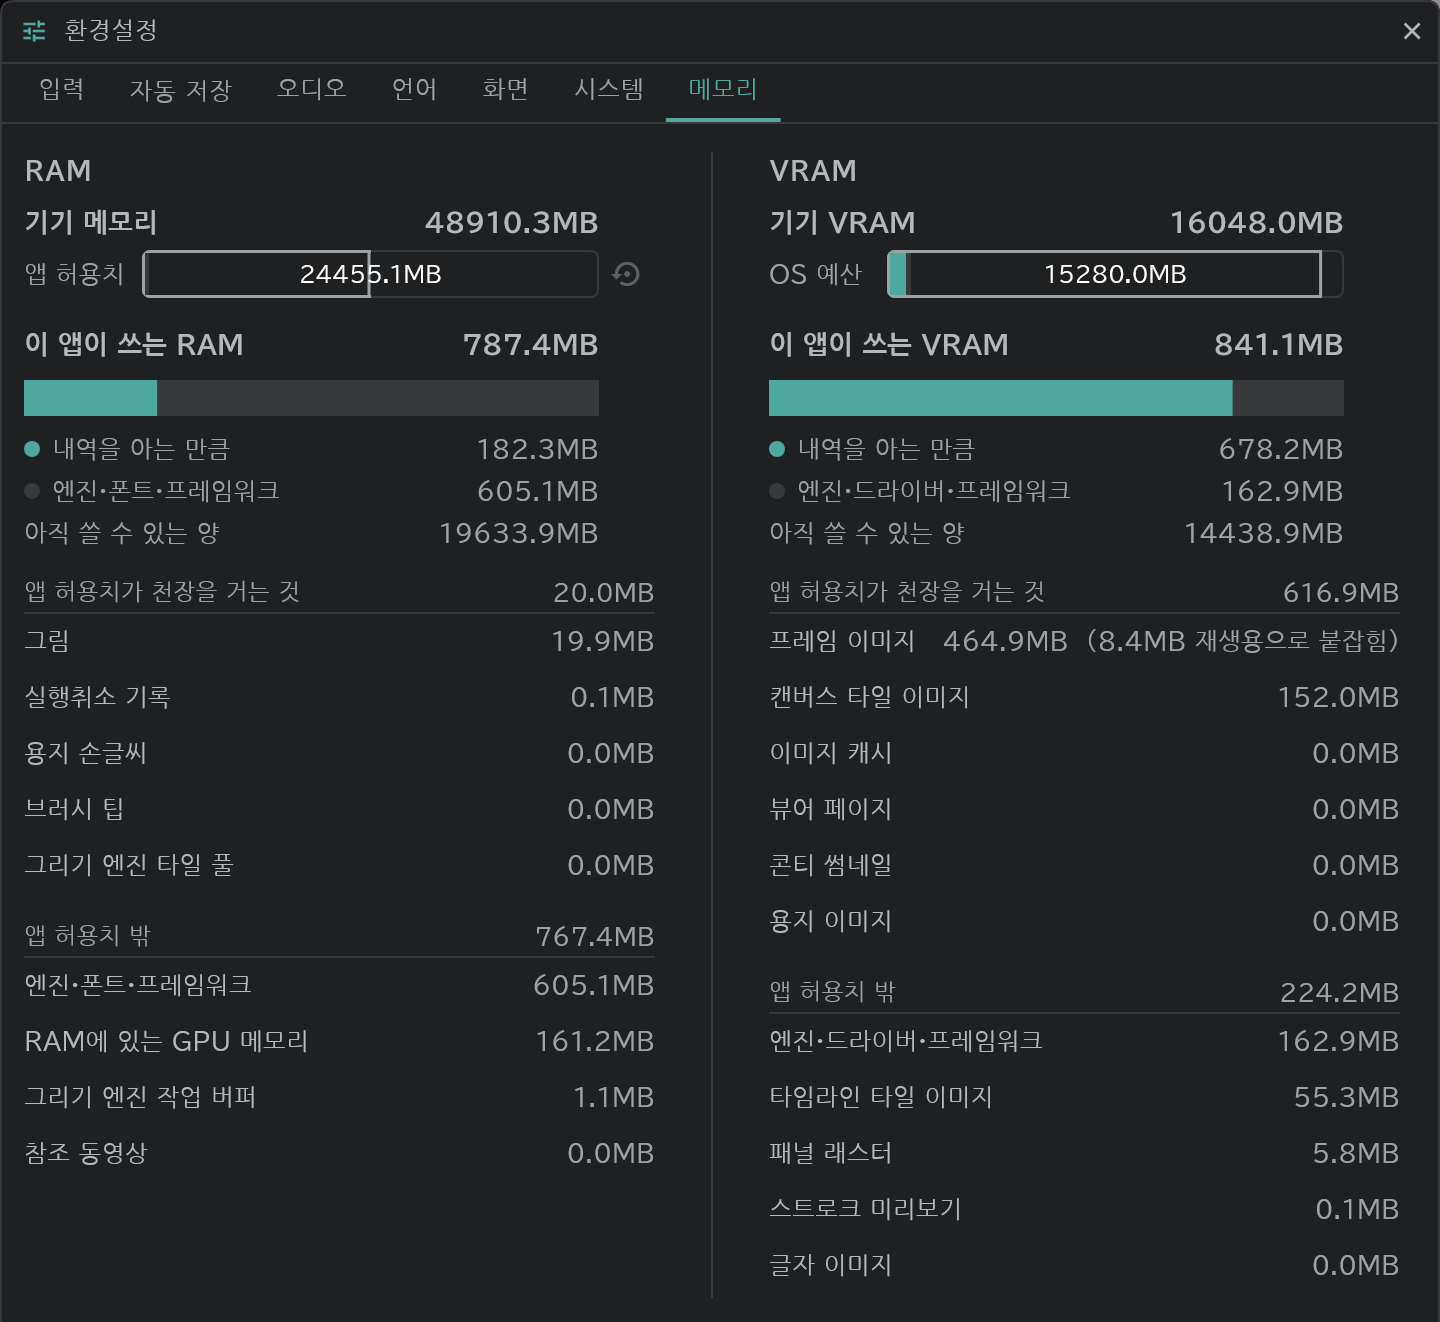 환경설정
입력
자동 저장
오디오
언어
화면
시스템
메모리
RAM
기기 메모리 48910.3MB
앱 허용치 24455.1MB
이 앱이 쓰는 RAM 787.4MB
내역을 아는 만큼 182.3MB
엔진·폰트·프레임워크 605.1MB
아직 쓸 수 있는 양 19633.9MB
앱 허용치가 천장을 거는 것 20.0MB
그림 19.9MB
실행취소 기록 0.1MB
용지 손글씨 0.0MB
브러시 팁 0.0MB
그리기 엔진 타일 풀 0.0MB
앱 허용치 밖 767.4MB
엔진·폰트·프레임워크 605.1MB
RAM에 있는 GPU 메모리 161.2MB
그리기 엔진 작업 버퍼 1.1MB
참조 동영상 0.0MB
VRAM
기기 VRAM 16048.0MB
OS 예산 15280.0MB
이 앱이 쓰는 VRAM 841.1MB
내역을 아는 만큼 678.2MB
엔진·드라이버·프레임워크 162.9MB
아직 쓸 수 있는 양 14438.9MB
앱 허용치가 천장을 거는 것 616.9MB
프레임 이미지 464.9MB (8.4MB 재생용으로 붙잡힘)
캔버스 타일 이미지 152.0MB
이미지 캐시 0.0MB
뷰어 페이지 0.0MB
콘티 썸네일 0.0MB
용지 이미지 0.0MB
앱 허용치 밖 224.2MB
엔진·드라이버·프레임워크 162.9MB
타임라인 타일 이미지 55.3MB
패널 래스터 5.8MB
스트로크 미리보기 0.1MB
글자 이미지 0.0MB